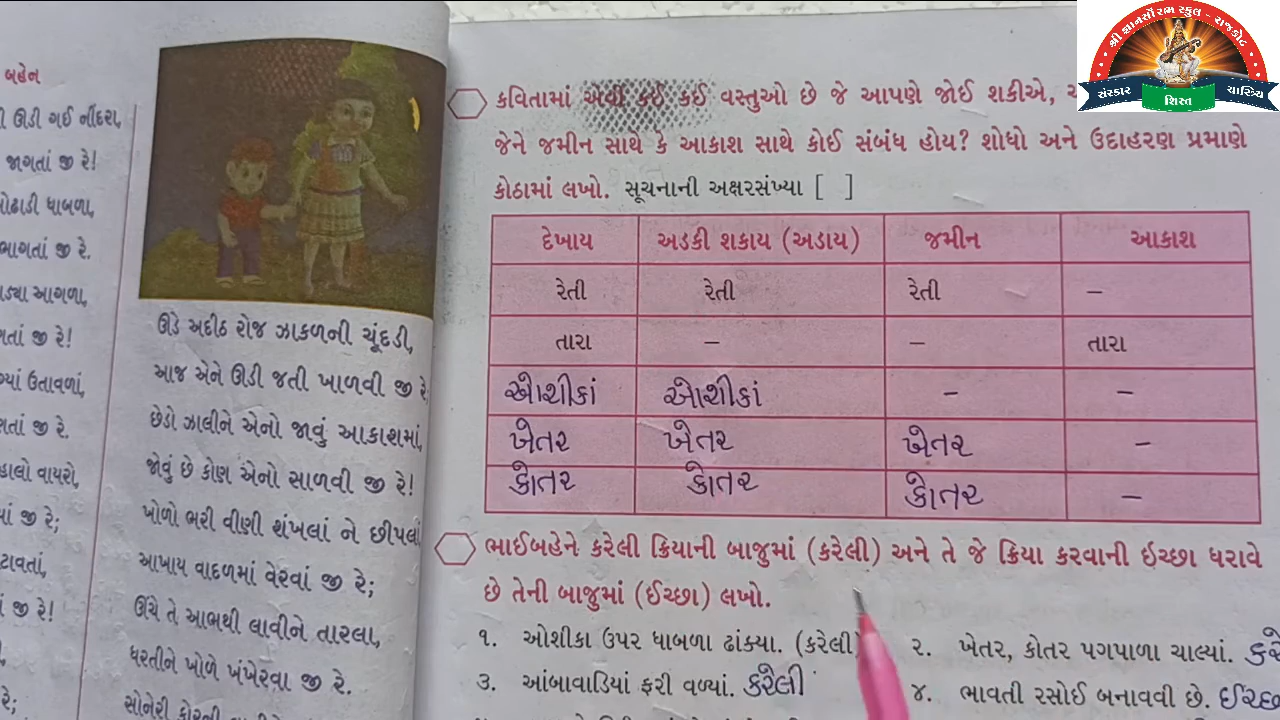 શ્રી જ્ઞાનસૌરભ સ્કુલ - રાજકોટ
સંસ્કાર
શિસ્ત
ચારિત્ર્ય
બહેન
ઊડી ગઈ નીંદરા,
જાગતાં જી રે!
ધાબળા,
ભાગતાં જી રે.
આગળા,
જી રે!
ઉતાવળાં,
જી રે.
વાયરો,
જી રે;
જી રે!
રે;
ઊડે અદીઠ રોજ ઝાકળની ચૂંદડી,
આજ એને ઊડી જતી ખાળવી જી રે
છેડો ઝાલીને એનો જાવું આકાશમાં,
જોવું છે કોણ એનો સાળવી જી રે!
ખોળો ભરી વીણી શંખલાં ને છીપલાં
આખાય વાદળમાં વેરવાં જી રે;
ઊંચે તે આભથી લાવીને તારલા,
ધરતીને ખોળે ખંખેરવા જી રે.
સોનેરી કોરની
કવિતામાં એવી કઈ કઈ વસ્તુઓ છે જે આપણે જોઈ શકીએ,
જેને જમીન સાથે કે આકાશ સાથે કોઈ સંબંધ હોય? શોધો અને ઉદાહરણ પ્રમાણે
કોઠામાં લખો. સૂચનાની અક્ષરસંખ્યા [ ]
દેખાય અડકી શકાય (અડાય) જમીન આકાશ
રેતી રેતી રેતી –
તારા – – તારા
ઓશીકાં ઓશીકાં – –
ખેતર ખેતર ખેતર –
કોતર કોતર કોતર –
ભાઈબહેને કરેલી ક્રિયાની બાજુમાં (કરેલી) અને તે જે ક્રિયા કરવાની ઇચ્છા ધરાવે
છે તેની બાજુમાં (ઈચ્છા) લખો.
૧. ઓશીકા ઉપર ધાબળા ઢાંક્યા. (કરેલી) ૨. ખેતર, કોતર પગપાળા ચાલ્યાં.
૩. આંબાવાડિયાં ફરી વળ્યાં. કરેલી ૪. ભાવતી રસોઈ બનાવવી છે.